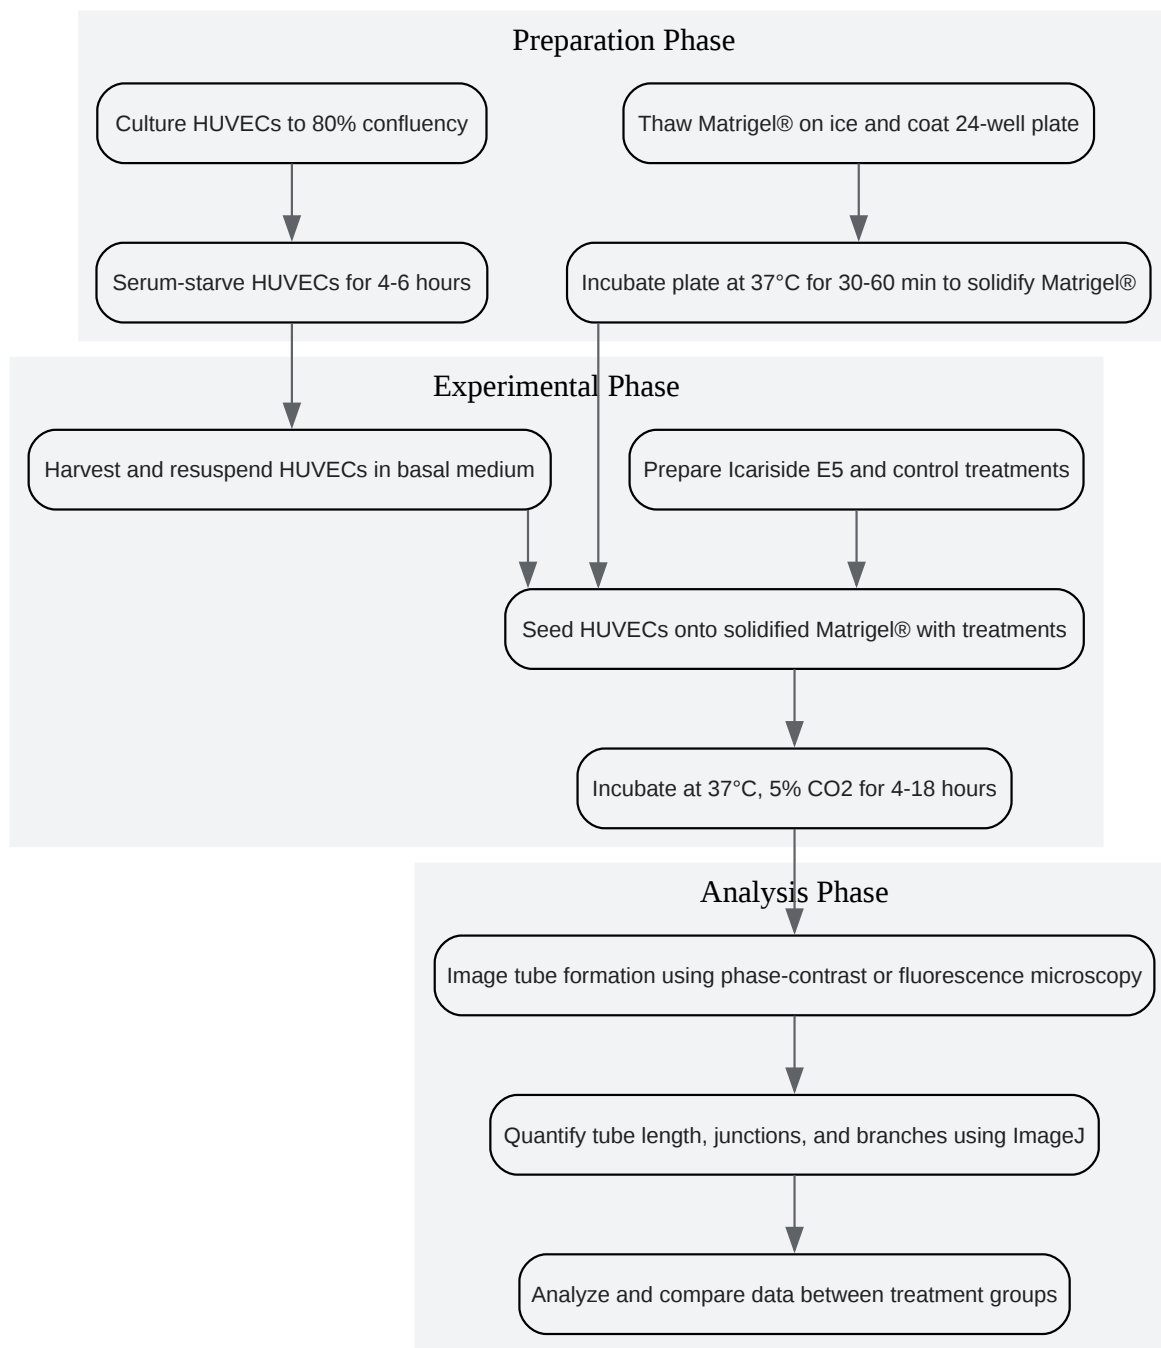 Preparation Phase
Culture HUVECs to 80% confluency
Thaw Matrigel® on ice and coat 24-well plate
Serum-starve HUVECs for 4-6 hours
Incubate plate at 37°C for 30-60 min to solidify Matrigel®
Experimental Phase
Harvest and resuspend HUVECs in basal medium
Prepare Icariside E5 and control treatments
Seed HUVECs onto solidified Matrigel® with treatments
Incubate at 37°C, 5% CO2 for 4-18 hours
Analysis Phase
Image tube formation using phase-contrast or fluorescence microscopy
Quantify tube length, junctions, and branches using ImageJ
Analyze and compare data between treatment groups